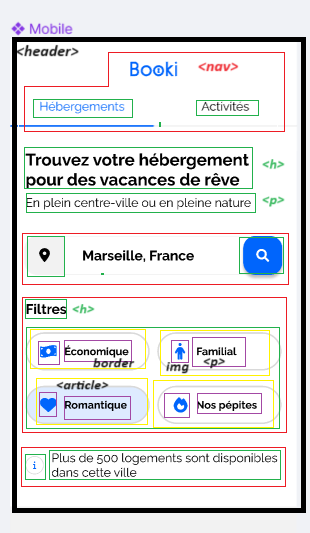 Mobile
<header>
Booki <nav>
Hébergements Activités
Trouvez votre hébergement <h>
pour des vacances de rêve
En plein centre-ville ou en pleine nature <p>
Marseille, France
Filtres <h>
Économique Familial
border img <p>
<article>
Romantique Nos pépites
i Plus de 500 logements sont disponibles
dans cette ville